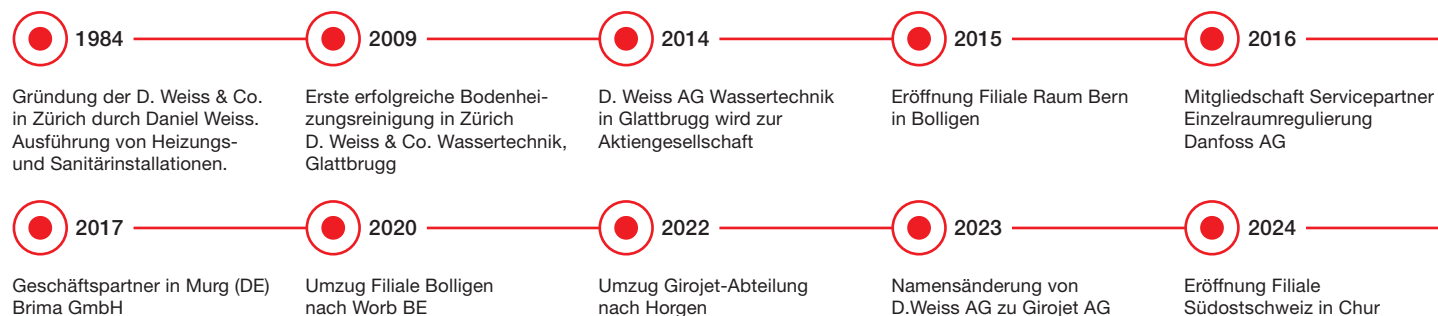 1984
Gründung der D. Weiss & Co.
in Zürich durch Daniel Weiss.
Ausführung von Heizungs-
und Sanitärinstallationen.
2009
Erste erfolgreiche Bodenhei-
zungsreinigung in Zürich
D. Weiss & Co. Wassertechnik,
Glattbrugg
2014
D. Weiss AG Wassertechnik
in Glattbrugg wird zur
Aktiengesellschaft
2015
Eröffnung Filiale Raum Bern
in Bolligen
2016
Mitgliedschaft Servicepartner
Einzelraumregulierung
Danfoss AG
2017
Geschäftspartner in Murg (DE)
Brima GmbH
2020
Umzug Filiale Bolligen
nach Worb BE
2022
Umzug Girojet-Abteilung
nach Horgen
2023
Namensänderung von
D.Weiss AG zu Girojet AG
2024
Eröffnung Filiale
Südostschweiz in Chur